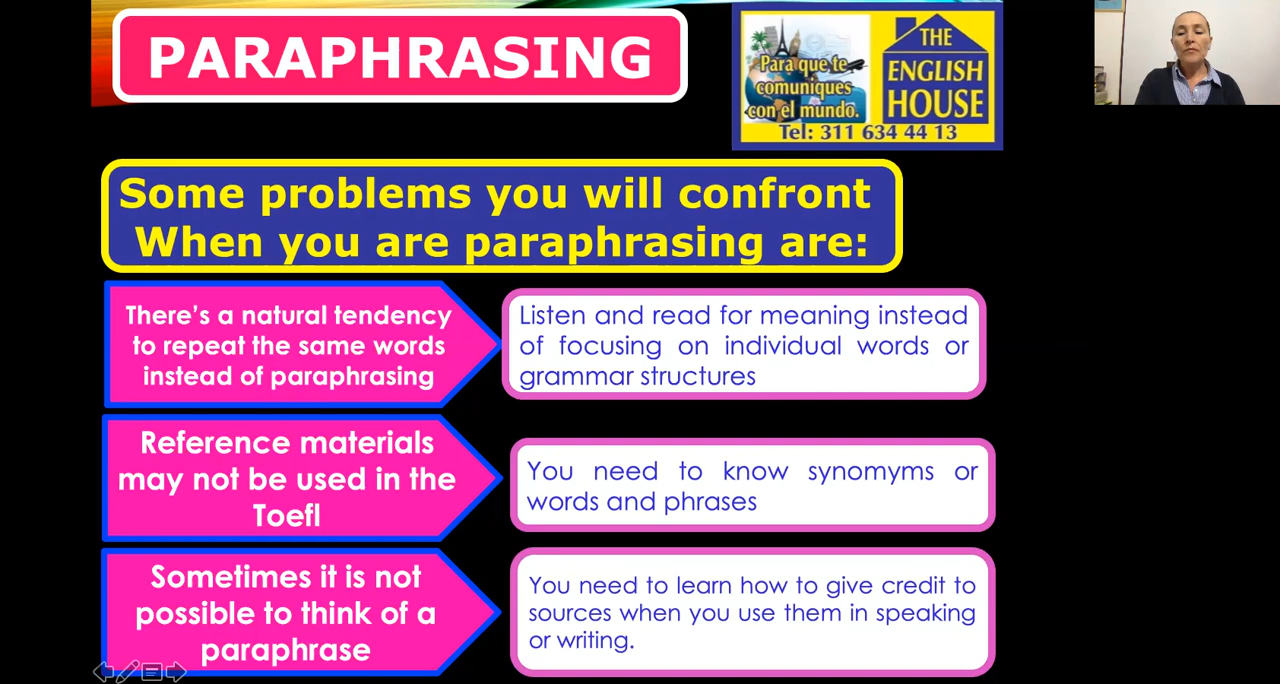 PARAPHRASING
Para que te
comuniques
con el mundo.
THE
ENGLISH
HOUSE
Tel: 311 634 44 13
Some problems you will confront
When you are paraphrasing are:
There's a natural tendency
to repeat the same words
instead of paraphrasing
Listen and read for meaning instead
of focusing on individual words or
grammar structures
Reference materials
may not be used in the
Toefl
You need to know synomyms or
words and phrases
Sometimes it is not
possible to think of a
paraphrase
You need to learn how to give credit to
sources when you use them in speaking
or writing.